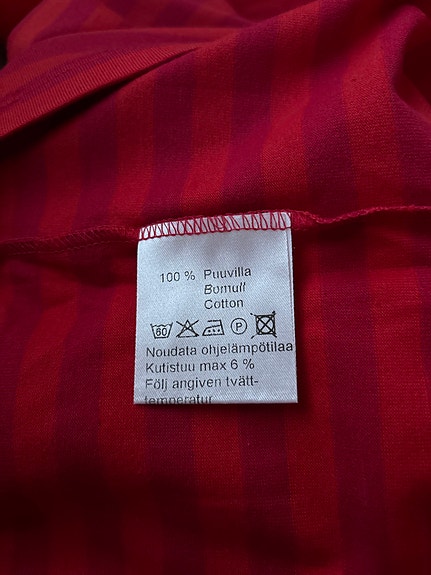 100 % Puuvilla
Bomull
Cotton
60 P
Noudata ohjelämpötilaa
Kutistuu max 6 %
Följ angiven tvätt-
temperatur